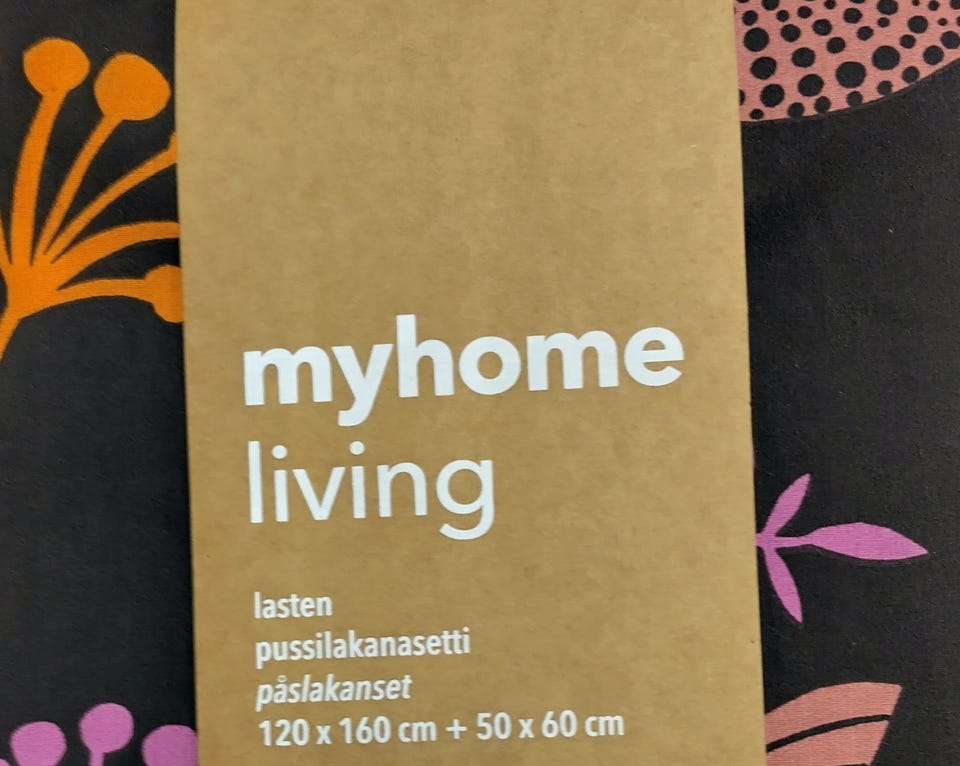 myhome
living
lasten
pussilakanasetti
påslakanset
120 x 160 cm + 50 x 60 cm